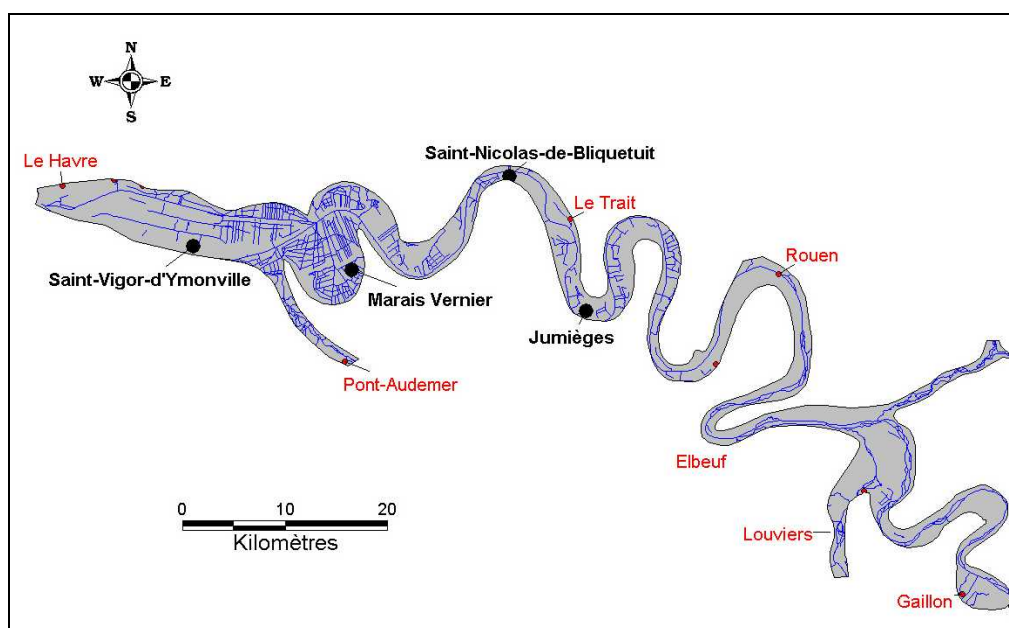 N
W E
S
Saint-Nicolas-de-Bliquetuit
Le Havre
Le Trait
Rouen
Saint-Vigor-d'Ymonville
Marais Vernier
Jumièges
Pont-Audemer
Elbeuf
0 10 20
Kilomètres
Louviers
Gaillon